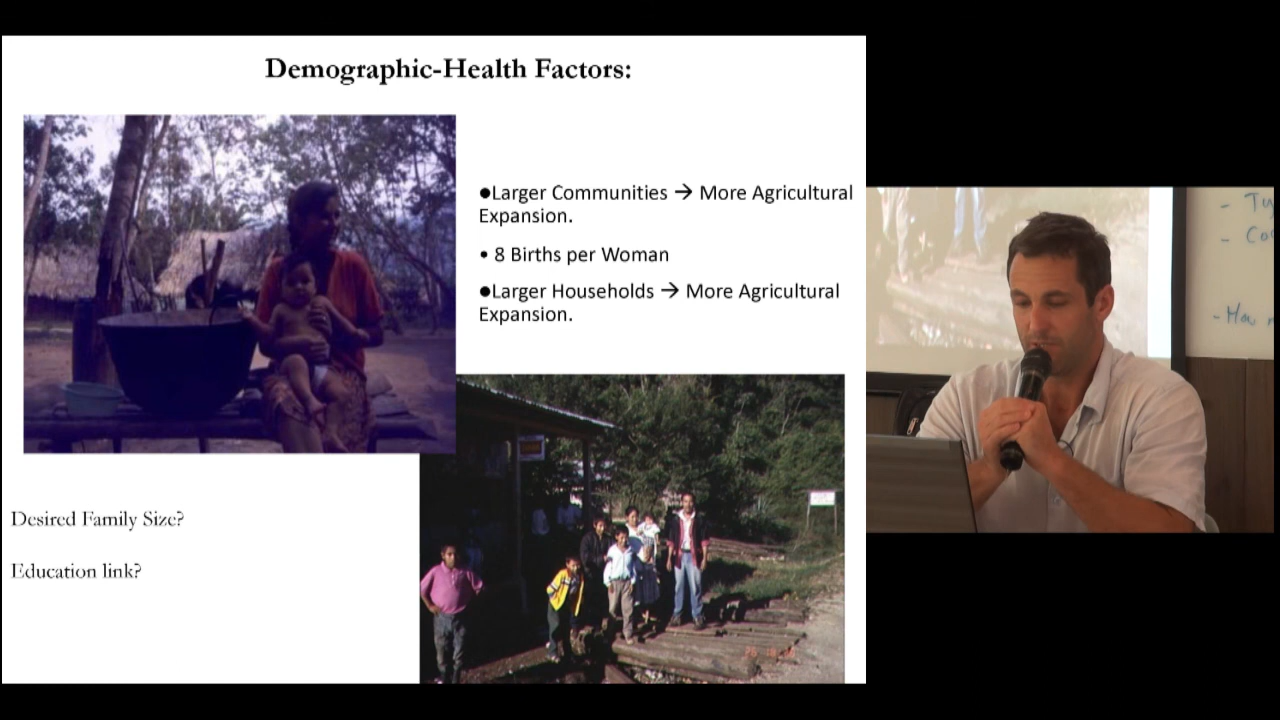 Demographic-Health Factors:
●Larger Communities → More Agricultural
Expansion.
• 8 Births per Woman
●Larger Households → More Agricultural
Expansion.
Desired Family Size?
Education link?